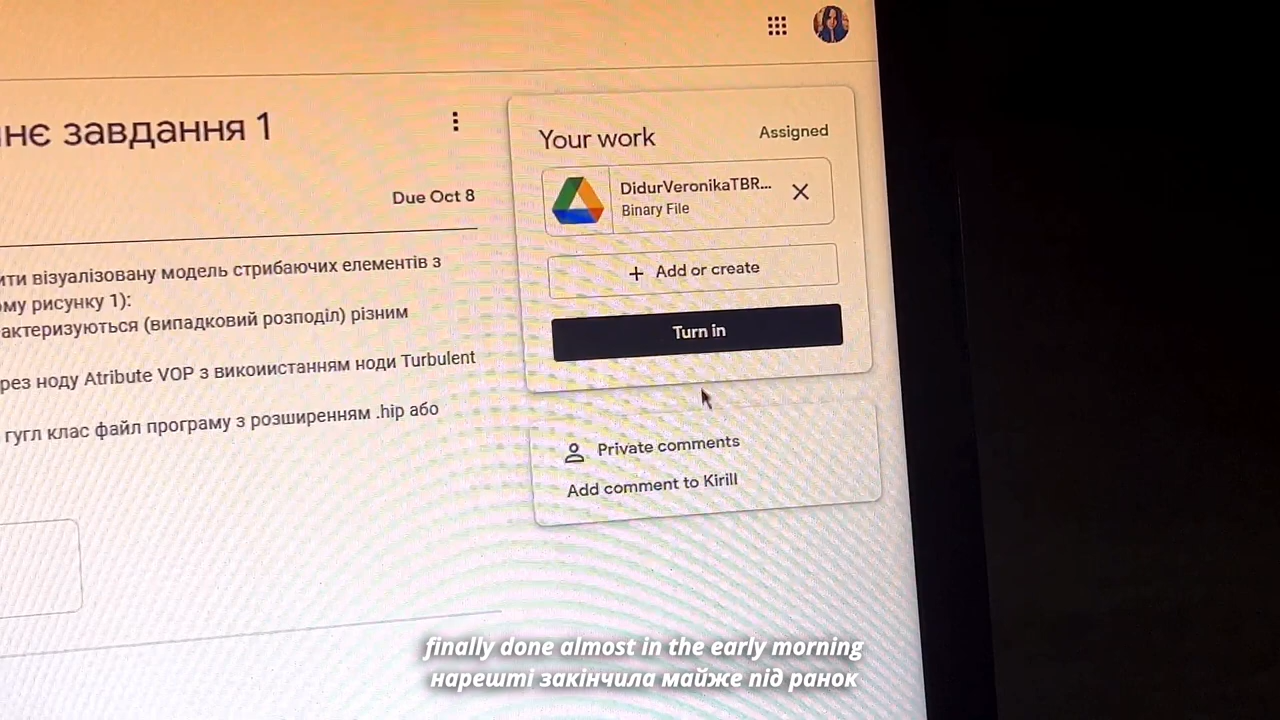 нє завдання 1
Due Oct 8
ити візуалізовану модель стрибаючих елементів з
ому рисунку 1):
актеризуються (випадковий розподіл) різним
рез ноду Atribute VOP з викоиистанням ноди Turbulent
гугл клас файл програму з розширенням .hip або
Your work
Assigned
DidurVeronikaTBR...
Binary File
+ Add or create
Turn in
Private comments
Add comment to Kirill
finally done almost in the early morning
нарешті закінчила майже під ранок